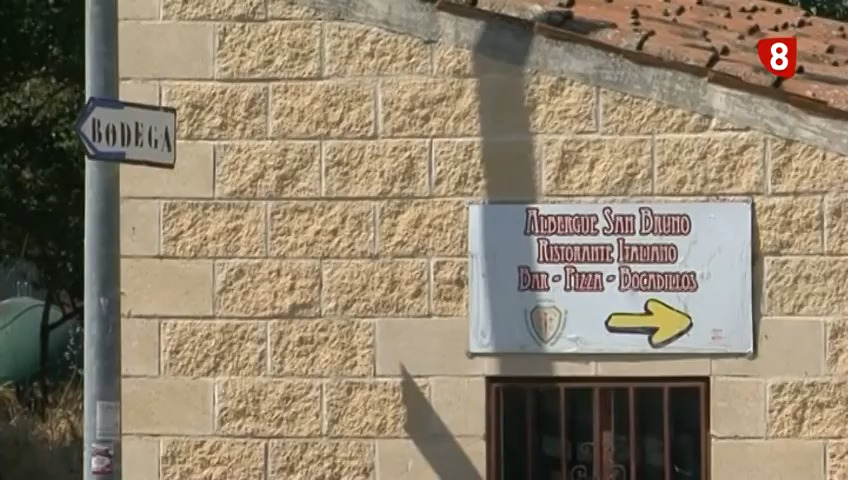 8
BODEGA
ALBERGUE SAN BRUNO
RISTORANTE ITALIANO
BAR - PIZZA - BOCADILLOS